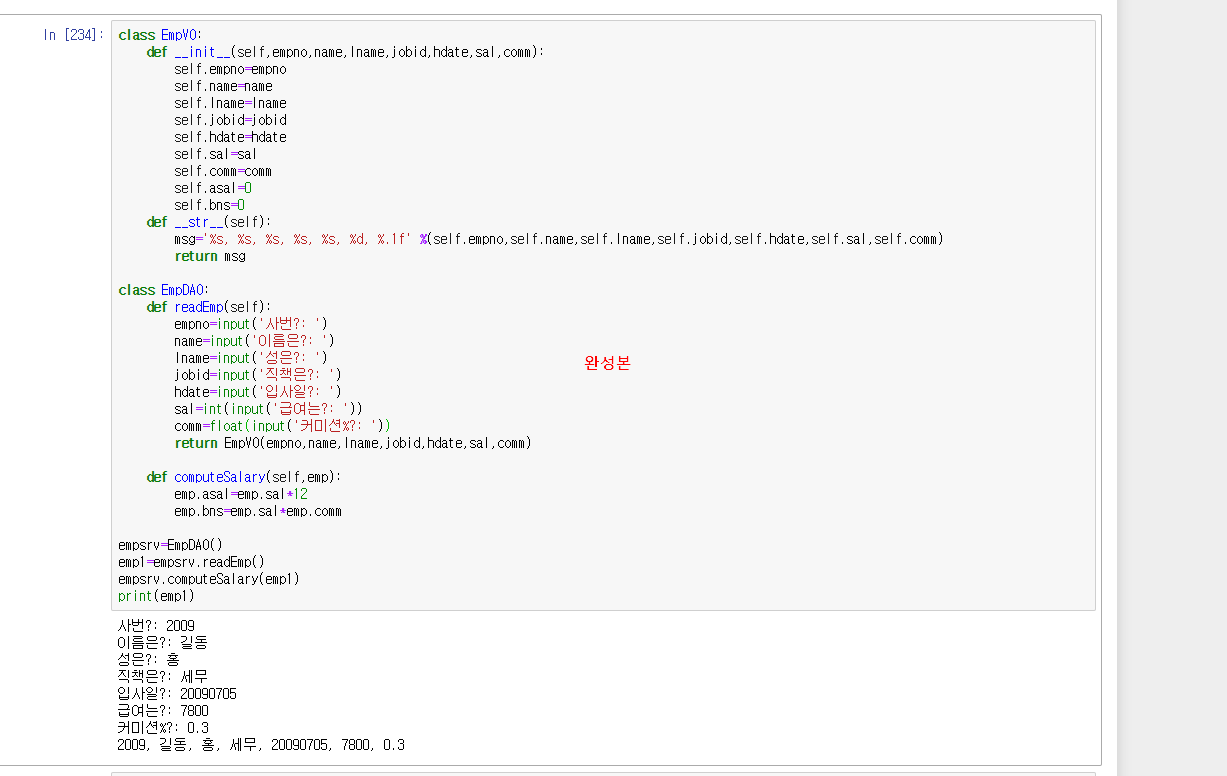 In [234]:
class EmpVO:
    def __init__(self,empno,name,lname,jobid,hdate,sal,comm):
        self.empno=empno
        self.name=name
        self.lname=lname
        self.jobid=jobid
        self.hdate=hdate
        self.sal=sal
        self.comm=comm
        self.asal=0
        self.bns=0
    def __str__(self):
        msg='%s, %s, %s, %s, %s, %d, %.1f' %(self.empno,self.name,self.lname,self.jobid,self.hdate,self.sal,self.comm)
        return msg
class EmpDAO:
    def readEmp(self):
        empno=input('사번?: ')
        name=input('이름은?: ')
        lname=input('성은?: ')
완성본
        jobid=input('직책은?: ')
        hdate=input('입사일?: ')
        sal=int(input('급여는?: '))
        comm=float(input('커미션%?: '))
        return EmpVO(empno,name,lname,jobid,hdate,sal,comm)
    def computeSalary(self,emp):
        emp.asal=emp.sal*12
        emp.bns=emp.sal*emp.comm
empsrv=EmpDAO()
emp1=empsrv.readEmp()
empsrv.computeSalary(emp1)
print(emp1)
사번?: 2009
이름은?: 길동
성은?: 홍
직책은?: 세무
입사일?: 20090705
급여는?: 7800
커미션%?: 0.3
2009, 길동, 홍, 세무, 20090705, 7800, 0.3